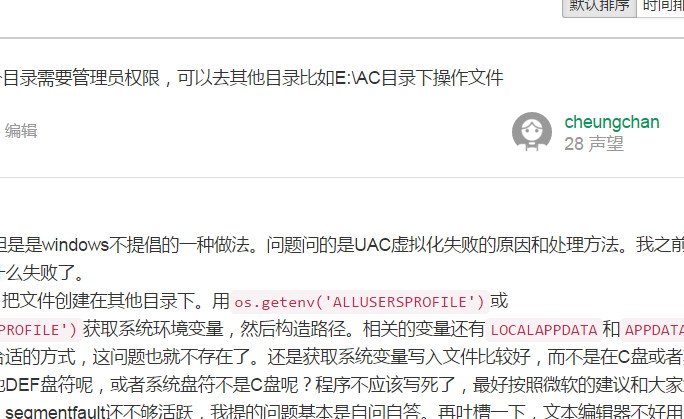 默认排序 时间排
目录需要管理员权限，可以去其他目录比如E:\AC目录下操作文件
编辑
cheungchan
28 声望
但是是windows不提倡的一种做法。问题问的是UAC虚拟化失败的原因和处理方法。我之前
什么失败了。
把文件创建在其他目录下。用 os.getenv('ALLUSERSPROFILE') 或
PROFILE') 获取系统环境变量，然后构造路径。相关的变量还有 LOCALAPPDATA 和 APPDATA
合适的方式，这问题也就不存在了。还是获取系统变量写入文件比较好，而不是在C盘或者
他DEF盘符呢，或者系统盘符不是C盘呢？程序不应该写死了，最好按照微软的建议和大家
segmentfault还不够活跃，我提的问题基本是自问自答。再吐槽一下，文本编辑器不好用